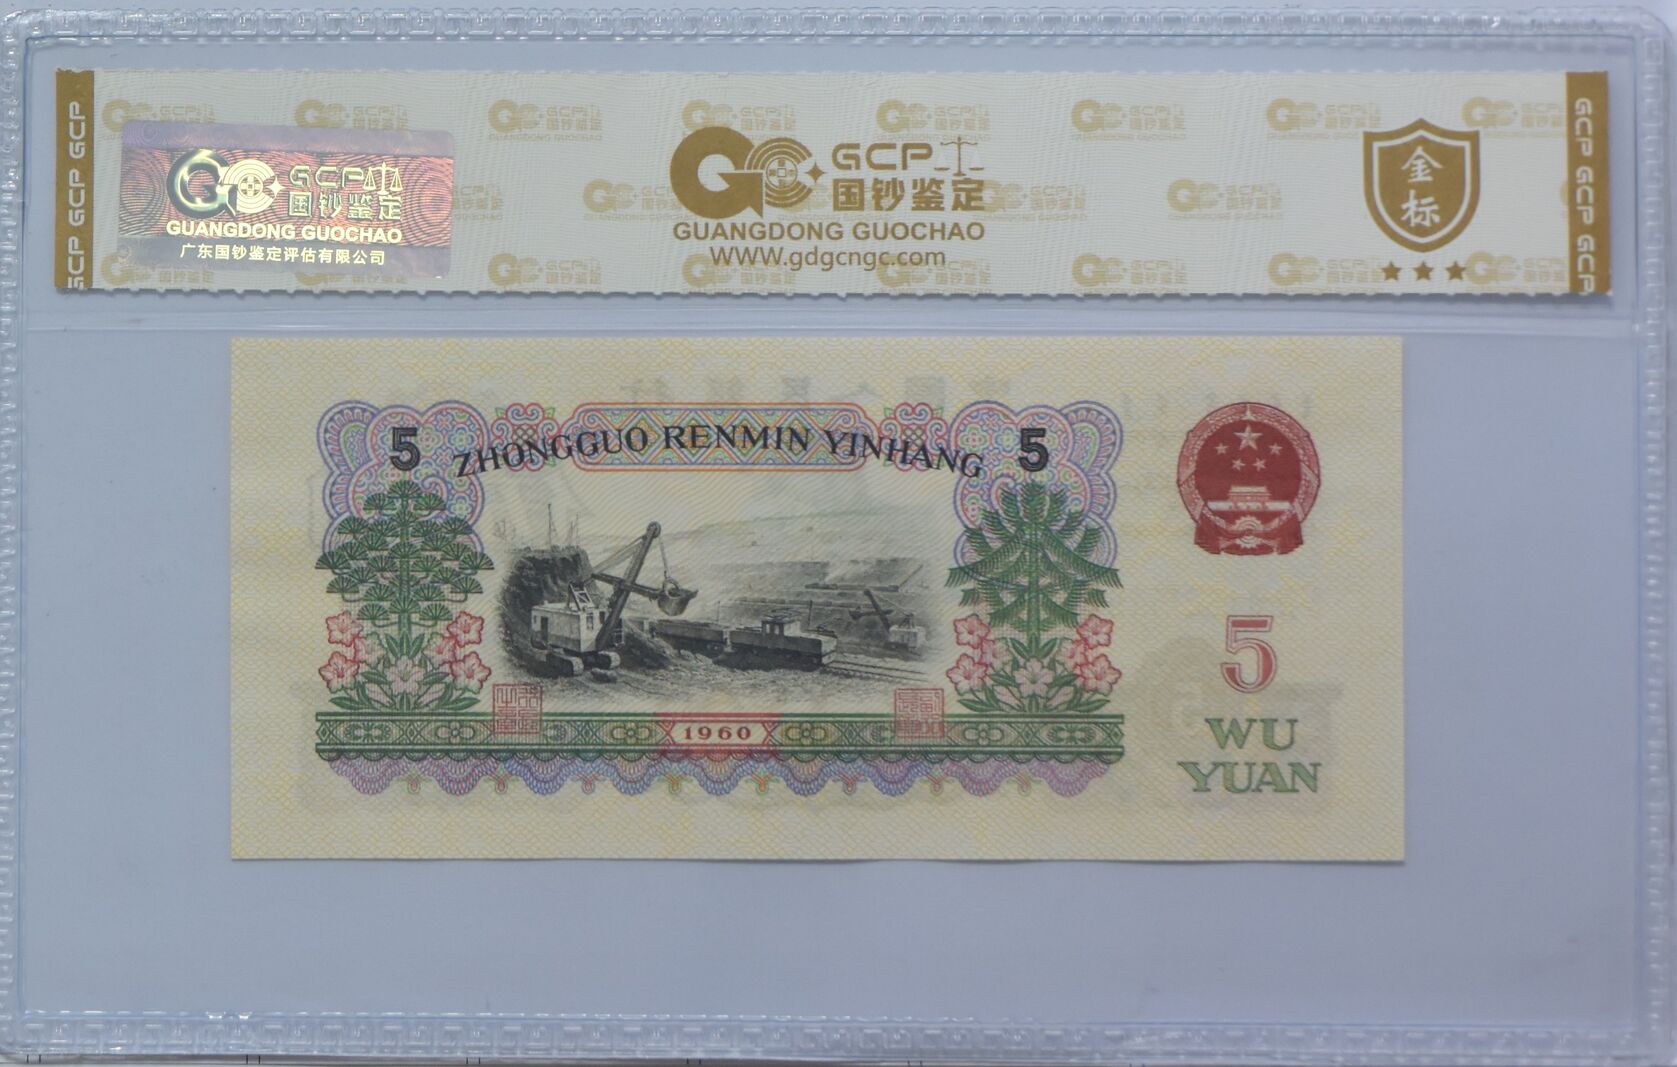 GCP GCP GCP
GCP
国钞鉴定
GUANGDONG GUOCHAO
广东国钞鉴定评估有限公司
GCP
国钞鉴定
GUANGDONG GUOCHAO
WWW.gdgcngc.com
金
标
GCP GCP GCP
5
ZHONGGUO RENMIN YINHANG
5
1960
5
WU
YUAN